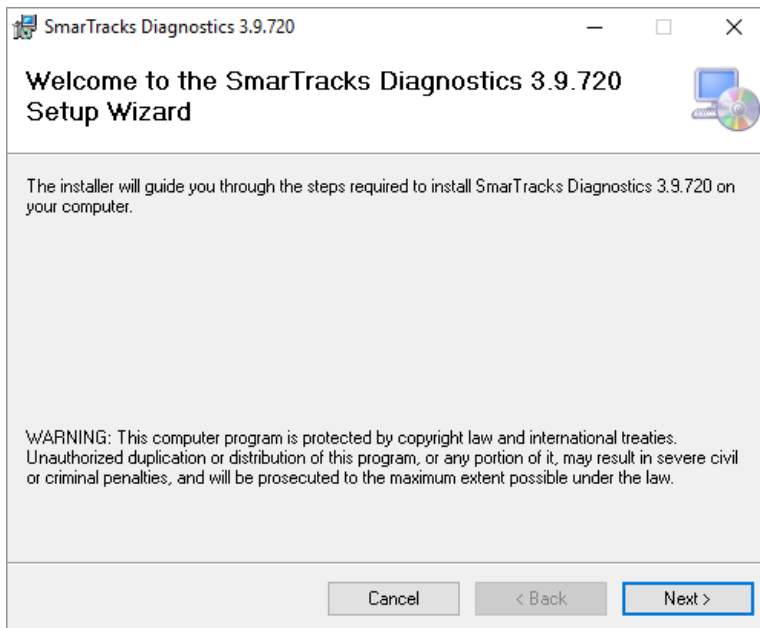 SmarTracks Diagnostics 3.9.720
Welcome to the SmarTracks Diagnostics 3.9.720
Setup Wizard
The installer will guide you through the steps required to install SmarTracks Diagnostics 3.9.720 on
your computer.
WARNING: This computer program is protected by copyright law and international treaties.
Unauthorized duplication or distribution of this program, or any portion of it, may result in severe civil
or criminal penalties, and will be prosecuted to the maximum extent possible under the law.
Cancel < Back Next >